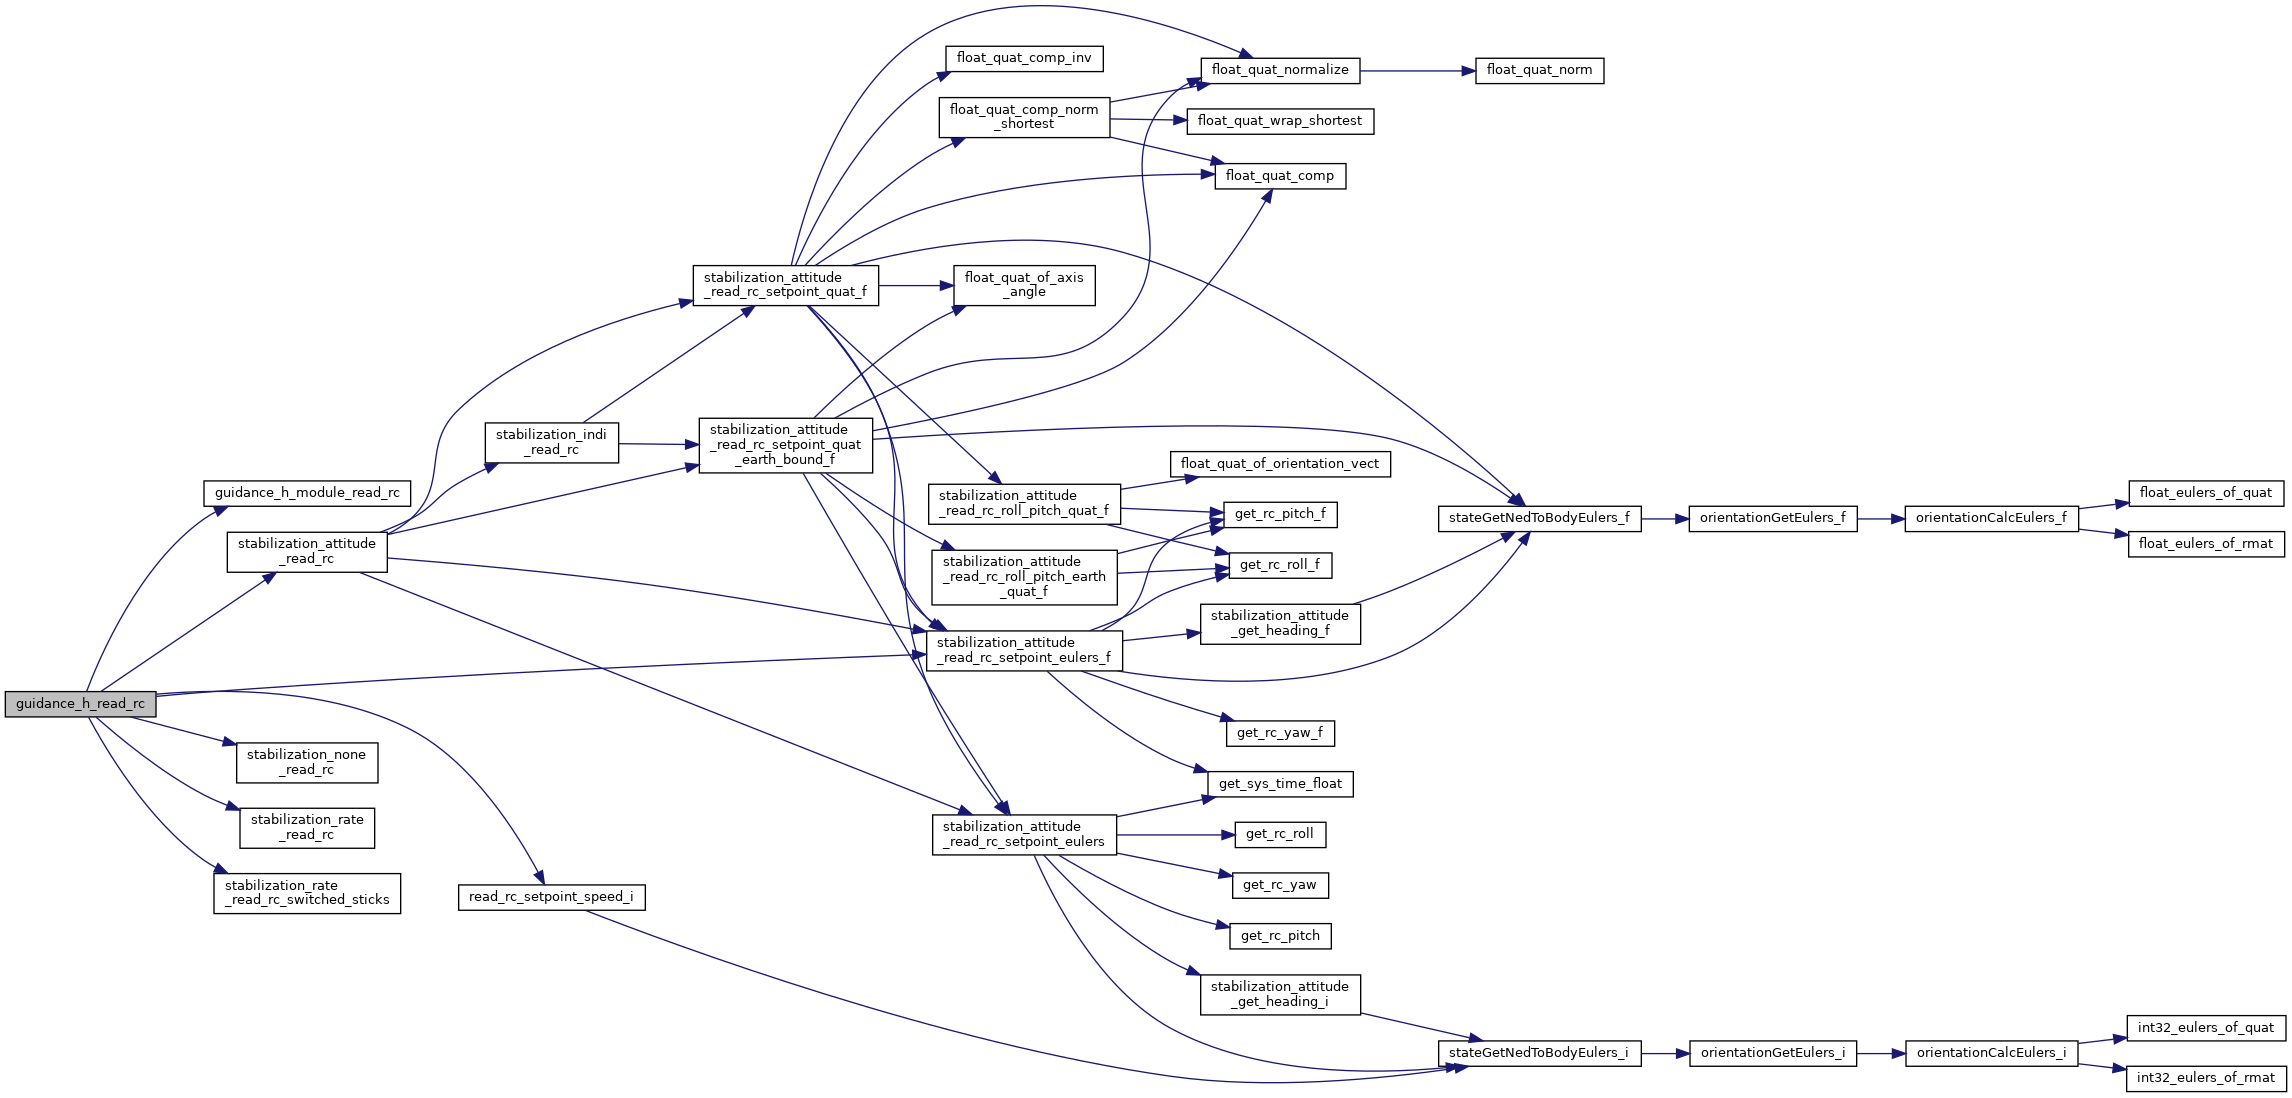 guidance_h_read_rc
guidance_h_module_read_rc
stabilization_attitude
_read_rc
stabilization_none
_read_rc
stabilization_rate
_read_rc
stabilization_rate
_read_rc_switched_sticks
stabilization_indi
_read_rc
read_rc_setpoint_speed_i
stabilization_attitude
_read_rc_setpoint_quat_f
stabilization_attitude
_read_rc_setpoint_quat
_earth_bound_f
float_quat_comp_inv
float_quat_comp_norm
_shortest
float_quat_of_axis
_angle
stabilization_attitude
_read_rc_roll_pitch_quat_f
stabilization_attitude
_read_rc_roll_pitch_earth
_quat_f
stabilization_attitude
_read_rc_setpoint_eulers_f
stabilization_attitude
_read_rc_setpoint_eulers
float_quat_normalize
float_quat_wrap_shortest
float_quat_comp
float_quat_of_orientation_vect
get_rc_pitch_f
get_rc_roll_f
stabilization_attitude
_get_heading_f
get_rc_yaw_f
get_sys_time_float
get_rc_roll
get_rc_yaw
get_rc_pitch
stabilization_attitude
_get_heading_i
float_quat_norm
stateGetNedToBodyEulers_f
stateGetNedToBodyEulers_i
orientationGetEulers_f
orientationGetEulers_i
orientationCalcEulers_f
orientationCalcEulers_i
float_eulers_of_quat
float_eulers_of_rmat
int32_eulers_of_quat
int32_eulers_of_rmat